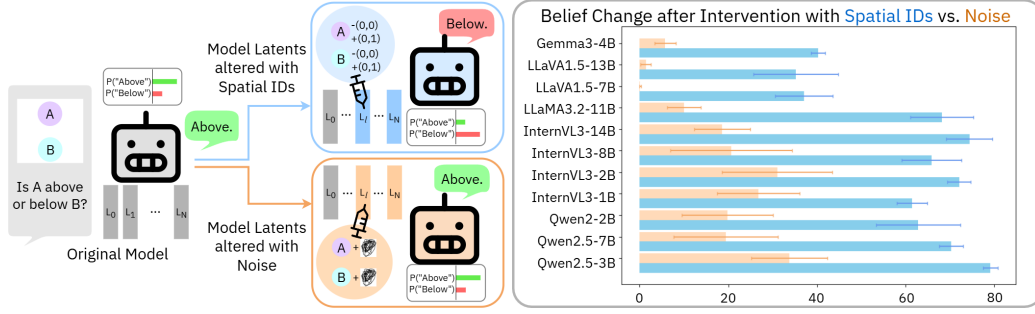 A
B
Is A above
or below B?
P("Above")
P("Below")
Above.
L0 L1 ... LN
Original Model
Model Latents
altered with
Spatial IDs
A -(0,0)
+(0,1)
B -(0,0)
+(0,1)
L0 ... Ll ... LN
Below.
P("Above")
P("Below")
Model Latents
altered with
Noise
L0 ... Ll ... LN
A +
B +
Above.
P("Above")
P("Below")
Belief Change after Intervention with Spatial IDs vs. Noise
Gemma3-4B
LLaVA1.5-13B
LLaVA1.5-7B
LLaMA3.2-11B
InternVL3-14B
InternVL3-8B
InternVL3-2B
InternVL3-1B
Qwen2-2B
Qwen2.5-7B
Qwen2.5-3B
0 20 40 60 80